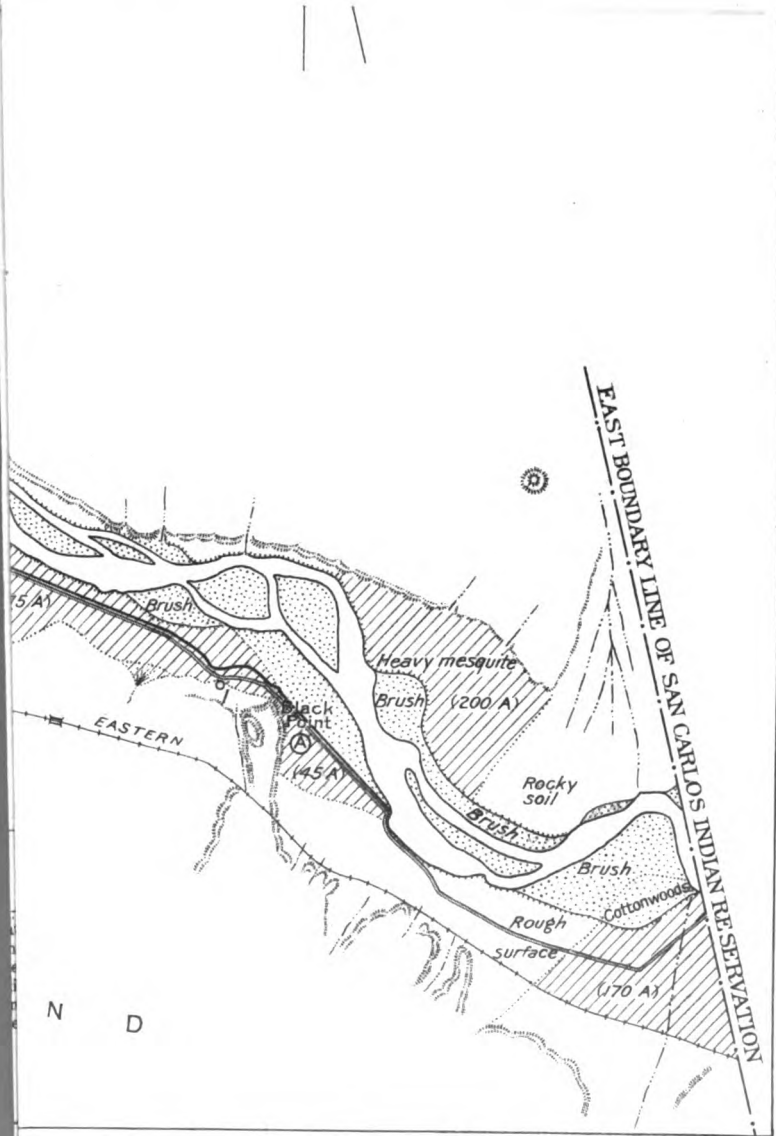 EAST BOUNDARY LINE OF SAN CARLOS INDIAN RESERVATION
5 A)
Brush
Heavy mesquite
Brush
(200 A)
Black
Point
A
EASTERN
(45 A)
Rocky
soil
Brush
Brush
Cottonwoods
Rough
surface
(170 A)
N D